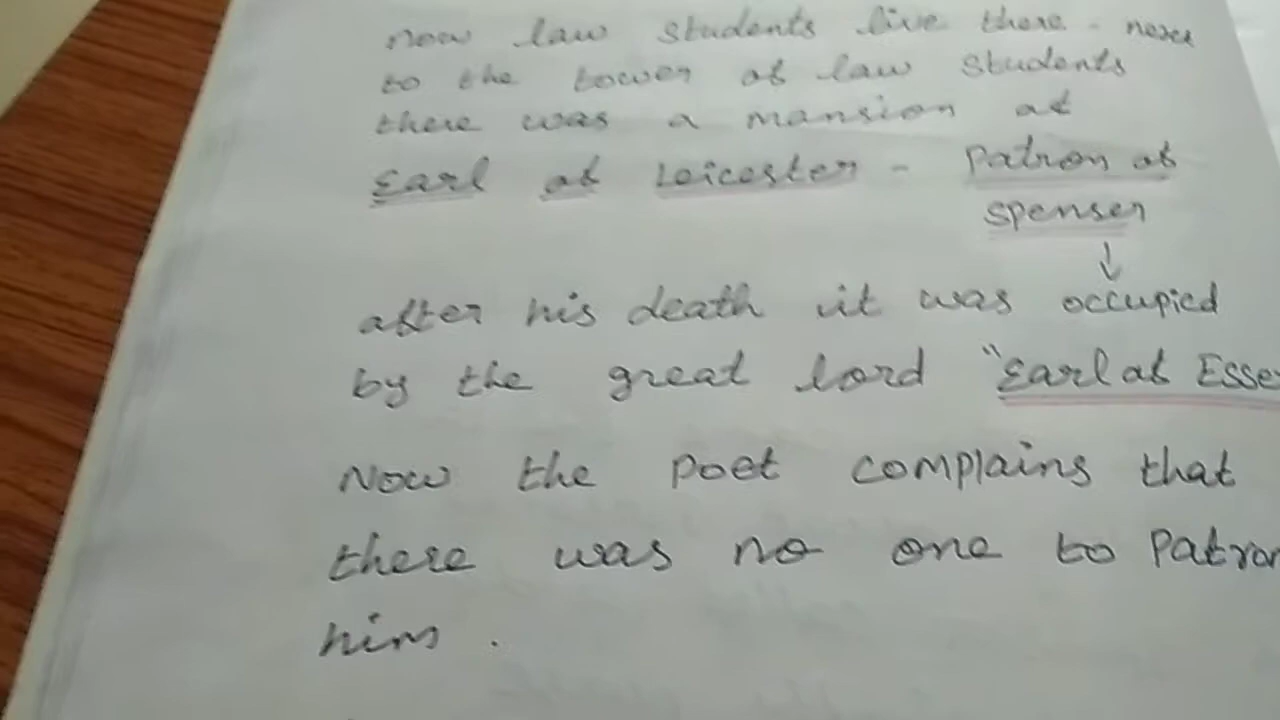 now law students live there - next
to the tower of law students
there was a mansion of
Earl of Leicester - Patron of
Spenser
↓
after his death it was occupied
by the great lord "Earl of Esse
Now the poet complains that
there was no one to Patron
him .